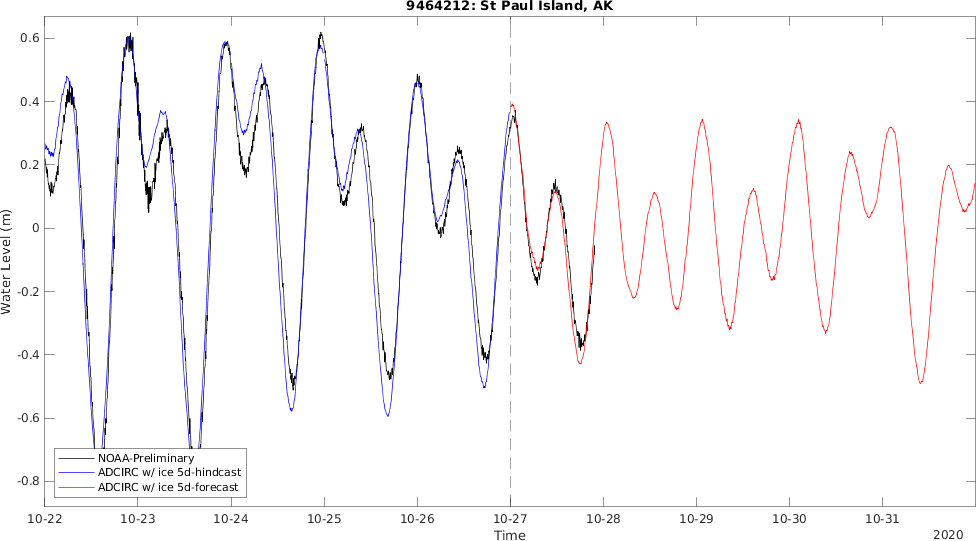 9464212: St Paul Island, AK
Water Level (m)
0.6
0.4
0.2
0
-0.2
-0.4
-0.6
-0.8
NOAA-Preliminary
ADCIRC w/ ice 5d-hindcast
ADCIRC w/ ice 5d-forecast
10-22 10-23 10-24 10-25 10-26 10-27 10-28 10-29 10-30 10-31
Time
2020